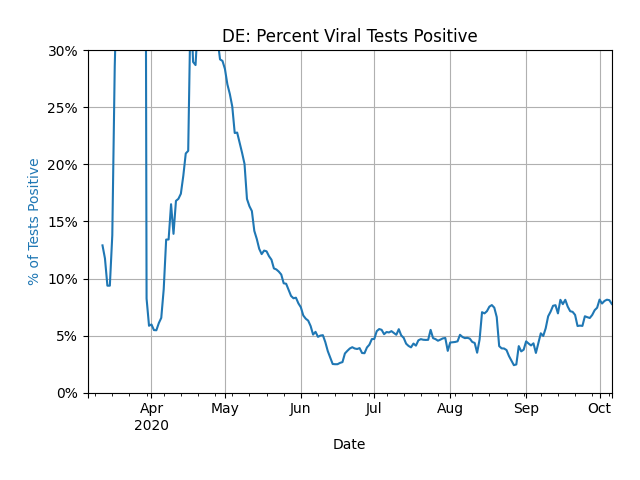 DE: Percent Viral Tests Positive
30%
25%
20%
15%
10%
5%
0%
% of Tests Positive
Apr
2020
May
Jun
Jul
Aug
Sep
Oct
Date